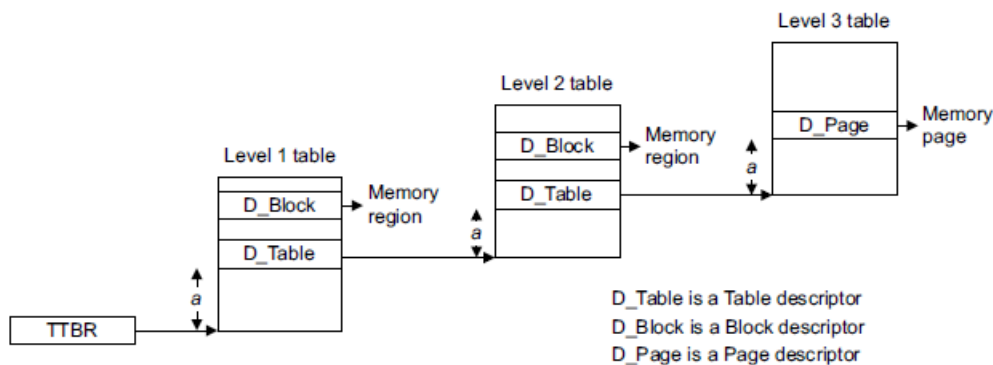 Level 3 table
Level 2 table
D_Page
Memory
page
D_Block
Memory
region
a
Level 1 table
D_Block
Memory
region
D_Table
a
D_Table
a
TTBR
D_Table is a Table descriptor
D_Block is a Block descriptor
D_Page is a Page descriptor